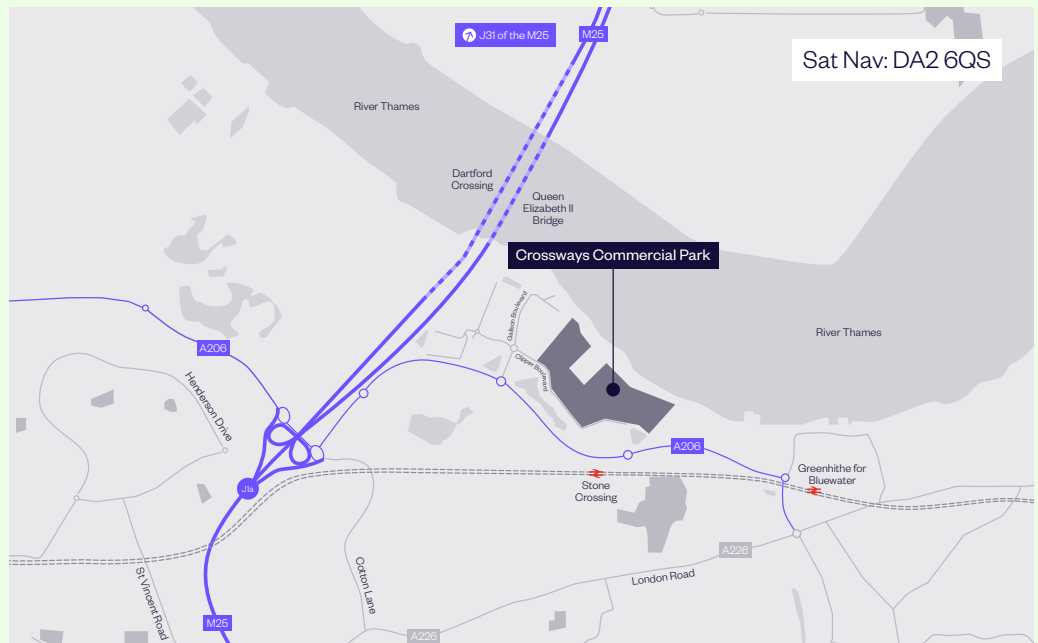 J31 of the M25
M25
Sat Nav: DA2 6QS
River Thames
Dartford
Crossing
Queen
Elizabeth II
Bridge
Crossways Commercial Park
Galleon Boulevard
River Thames
A206
Clipper Boulevard
Henderson Drive
A206
Greenhithe for
Bluewater
J1a
Stone
Crossing
A226
London Road
St Vincent Road
Cotton Lane
M25
A226